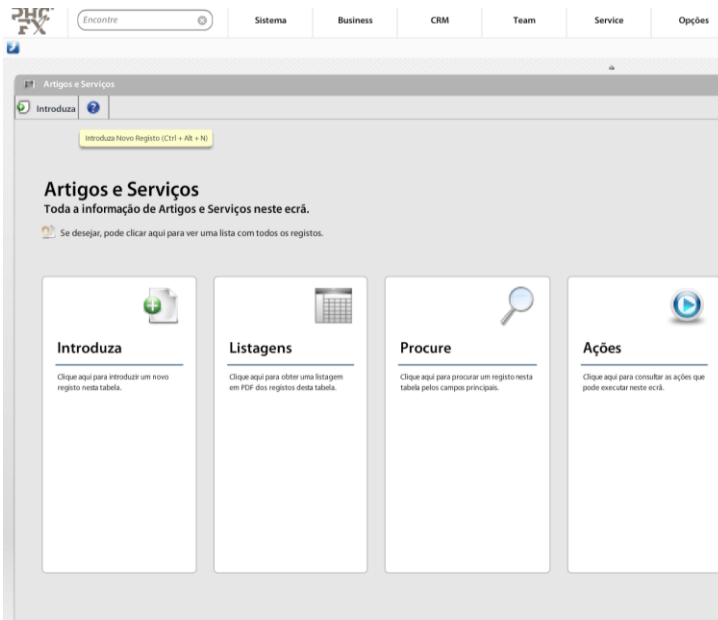 PHC FX
Encontre
Sistema
Business
CRM
Team
Service
Opções
Artigos e Serviços
Introduza
Introduza Novo Registo (Ctrl + Alt + N)
Artigos e Serviços
Toda a informação de Artigos e Serviços neste ecrã.
Se desejar, pode clicar aqui para ver uma lista com todos os registos.
Introduza
Clique aqui para introduzir um novo
registo nesta tabela.
Listagens
Clique aqui para obter uma listagem
em PDF dos registos desta tabela.
Procure
Clique aqui para procurar um registo nesta
tabela pelos campos principais.
Ações
Clique aqui para consultar as ações que
pode executar neste ecrã.